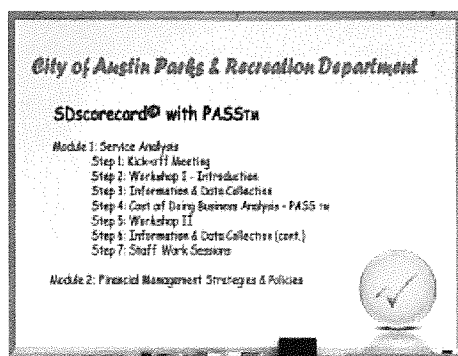 City of Austin Parks & Recreation Department
SDscorecard© with PASS™
Module 1: Service Analysis
Step 1: Kick-off Meeting
Step 2: Workshop I - Introduction
Step 3: Information & Data Collection
Step 4: Cost of Doing Business Analysis - PASS ™
Step 5: Workshop II
Step 6: Information & Data Collection (cont.)
Step 7: Staff Work Sessions
Module 2: Financial Management Strategies & Policies